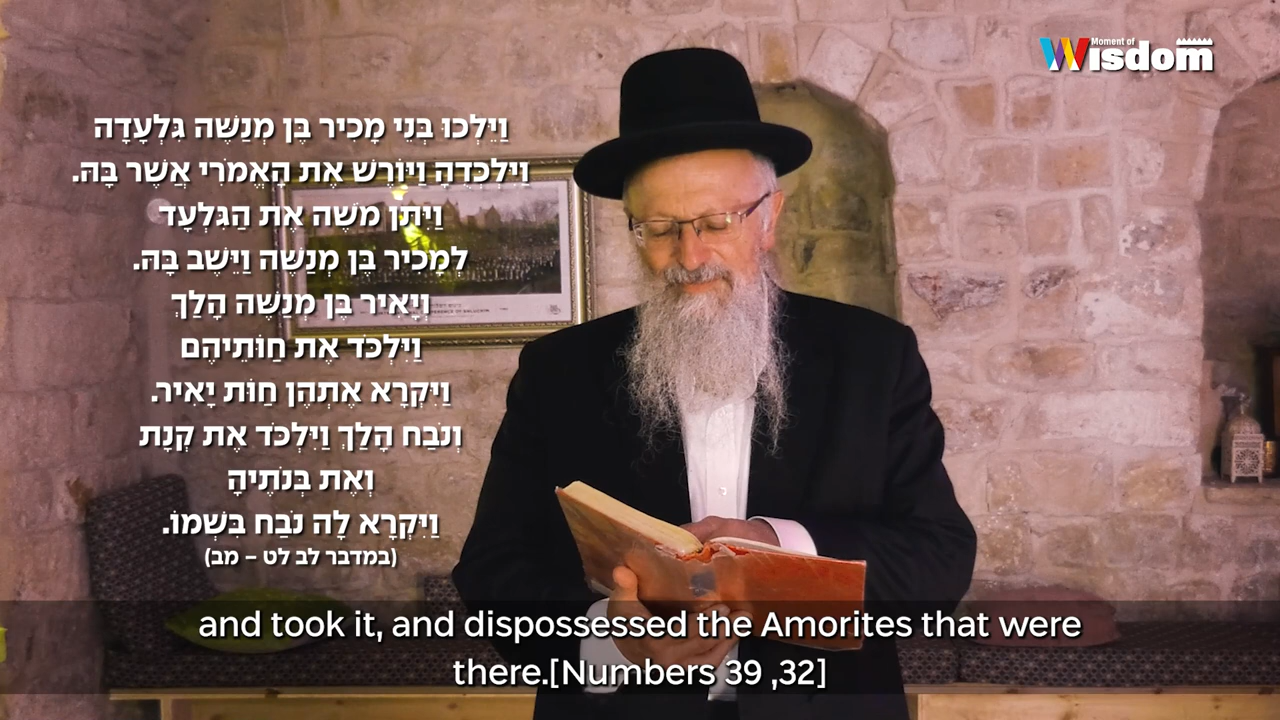 Moment of
Wisdom
וַיֵּלְכוּ בְּנֵי מָכִיר בֶּן מְנַשֶּׁה גִּלְעָדָה
וַיִּלְכְּדֻהָ וַיּוֹרֶשׁ אֶת הָאֱמֹרִי אֲשֶׁר בָּהּ.
וַיִּתֵּן מֹשֶׁה אֶת הַגִּלְעָד
לְמָכִיר בֶּן מְנַשֶּׁה וַיֵּשֶׁב בָּהּ.
וְיָאִיר בֶּן מְנַשֶּׁה הָלַךְ
וַיִּלְכֹּד אֶת חַוֺּתֵיהֶם
וַיִּקְרָא אֶתְהֶן חַוֺּת יָאִיר.
וְנֹבַח הָלַךְ וַיִּלְכֹּד אֶת קְנָת
וְאֶת בְּנֹתֶיהָ
וַיִּקְרָא לָה נֹבַח בִּשְׁמוֹ.
(במדבר לב לט – מב)
and took it, and dispossessed the Amorites that were
there.[Numbers 39 ,32]